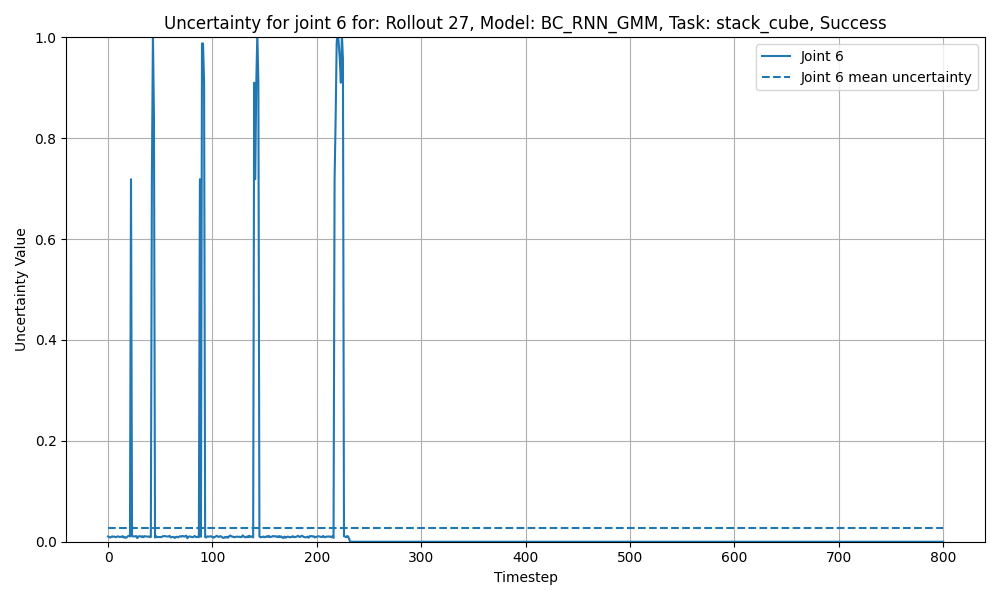 Uncertainty for joint 6 for: Rollout 27, Model: BC_RNN_GMM, Task: stack_cube, Success
Joint 6
Joint 6 mean uncertainty
Uncertainty Value
1.0
0.8
0.6
0.4
0.2
0.0
0 100 200 300 400 500 600 700 800
Timestep